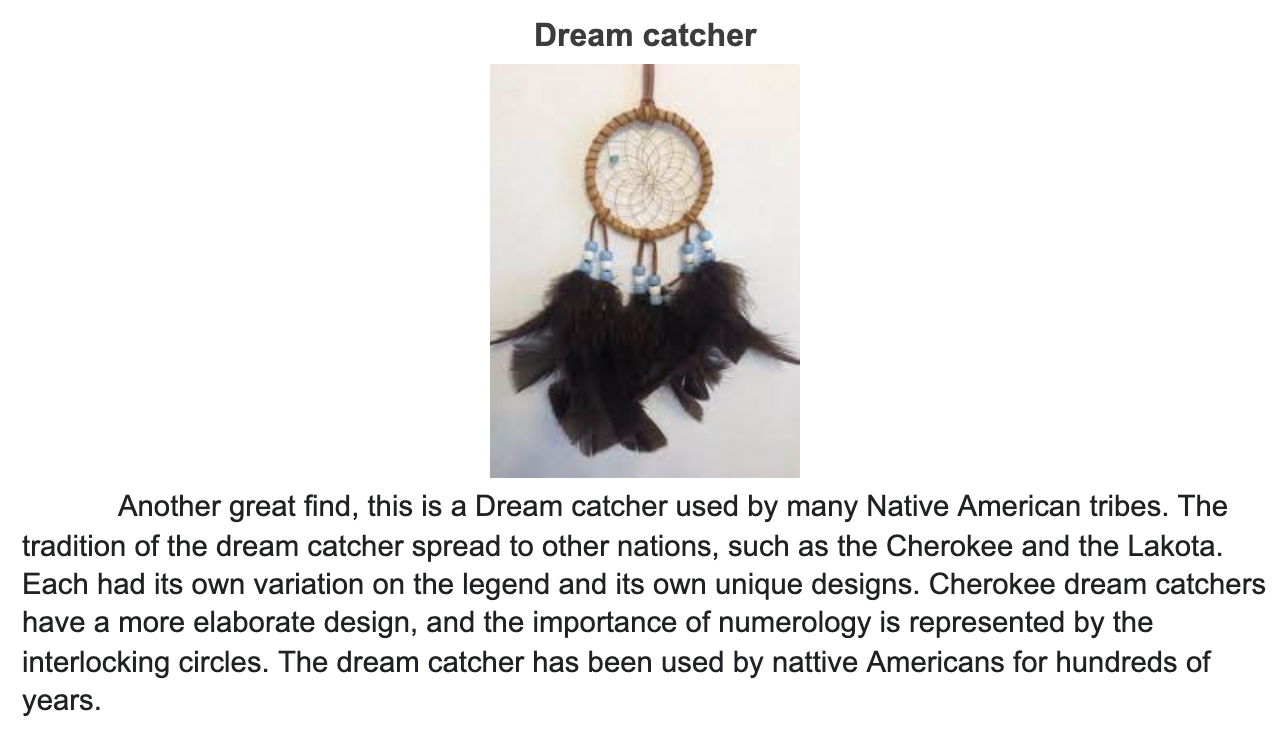 Dream catcher
Another great find, this is a Dream catcher used by many Native American tribes. The
tradition of the dream catcher spread to other nations, such as the Cherokee and the Lakota.
Each had its own variation on the legend and its own unique designs. Cherokee dream catchers
have a more elaborate design, and the importance of numerology is represented by the
interlocking circles. The dream catcher has been used by nattive Americans for hundreds of
years.